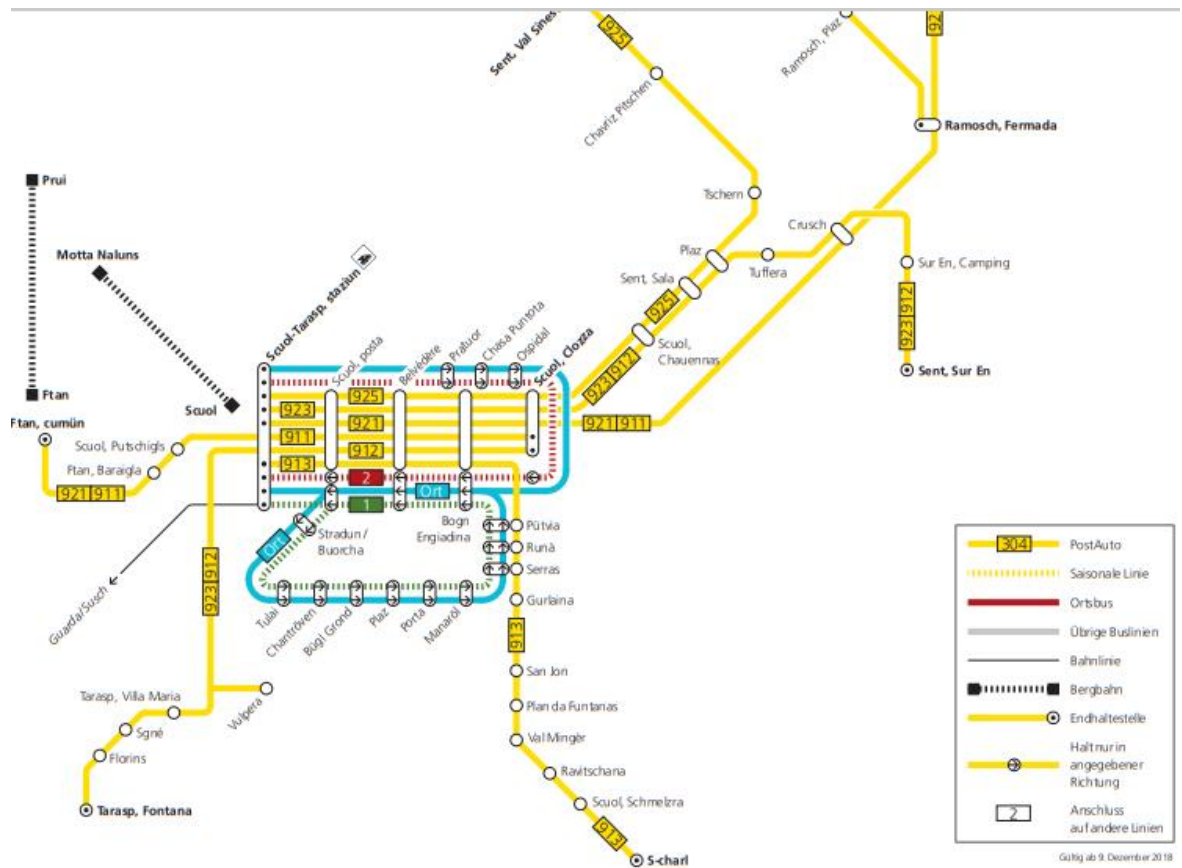 Sent, Val Sines
925
Ramosch, Plaz
92
Chavriz Pitschen
Ramosch, Fermada
Prui
Tschern
Motta Naluns
Scuol-Tarasp, staziun
Plaz
Crusch
Tuffera
Sur En, Camping
Sent, Sala
925
923 912
Scuol, posta
Belvédère
Pratuor
Chasa Puntota
Ospidal
Scuol, Clozza
Scuol,
Chauennas
923 912
Sent, Sur En
Ftan
Scuol
925
923
921
921 911
911
912
913
Ftan, cumün
Scuol, Putschigls
Ftan, Baraigla
921 911
2
Ort
1
Stradun /
Buorcha
Bogn
Engiadina
Ort
Pütvia
Runà
Serras
Gurlaina
Guarda/Susch
923 912
Tulai
Chantröven
Bügl Grond
Plaz
Porta
Manaröl
913
San Jon
Plan da Funtanas
Val Mingèr
Ravitschana
Scuol, Schmelzra
913
S-charl
Tarasp, Villa Maria
Vulpera
Sgné
Florins
Tarasp, Fontana
304 PostAuto
Saisonale Linie
Ortsbus
Übrige Buslinien
Bahnlinie
Bergbahn
Endhaltestelle
Halt nur in
angegebener
Richtung
2 Anschluss
auf andere Linien
Gültig ab 9. Dezember 2018